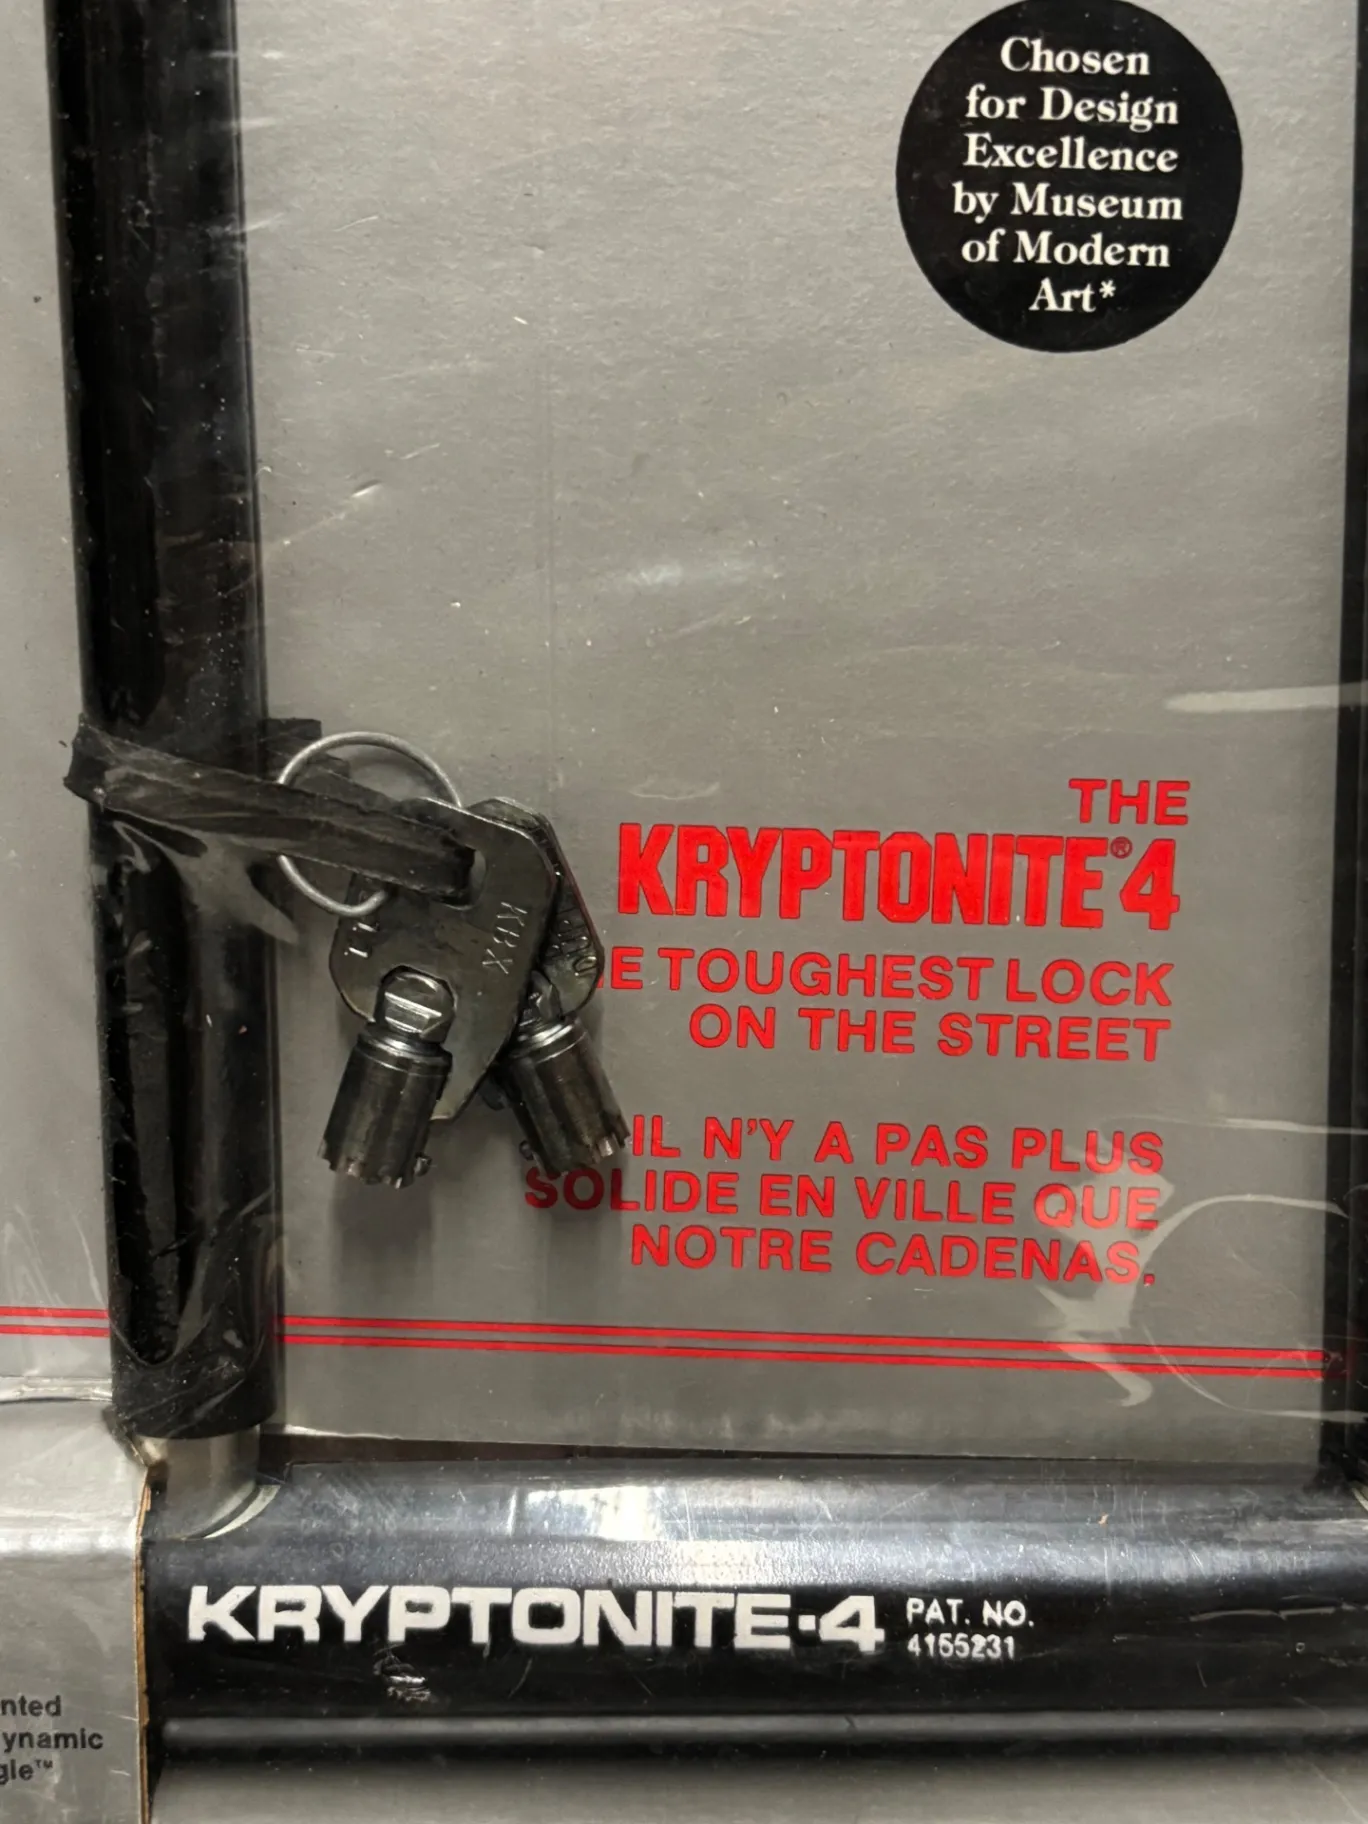 Chosen
for Design
Excellence
by Museum
of Modern
Art*
THE
KRYPTONITE®4
E TOUGHEST LOCK
ON THE STREET
IL N'Y A PAS PLUS
SOLIDE EN VILLE QUE
NOTRE CADENAS.
KBX
KRYPTONITE-4
PAT. NO.
4155231
nted
ynamic
gle™